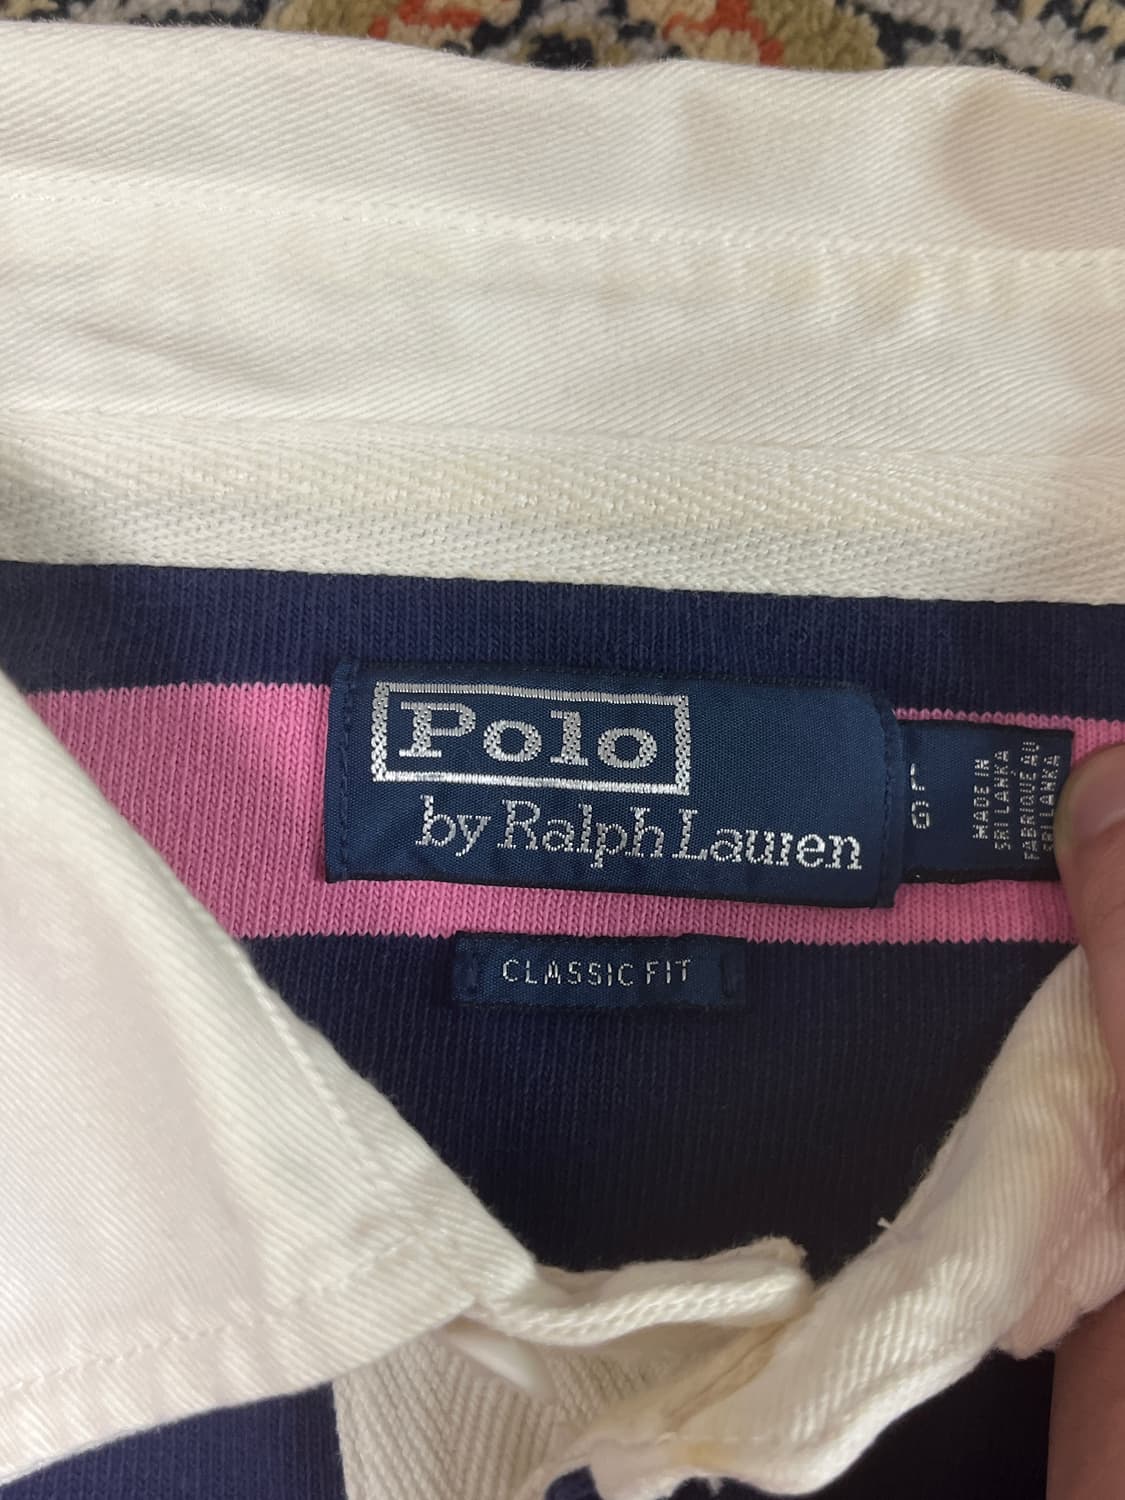 Polo
by Ralph Lauren
MADE IN
SRI LANKA
FABRIQUE AU
SRI LANKA
CLASSIC FIT